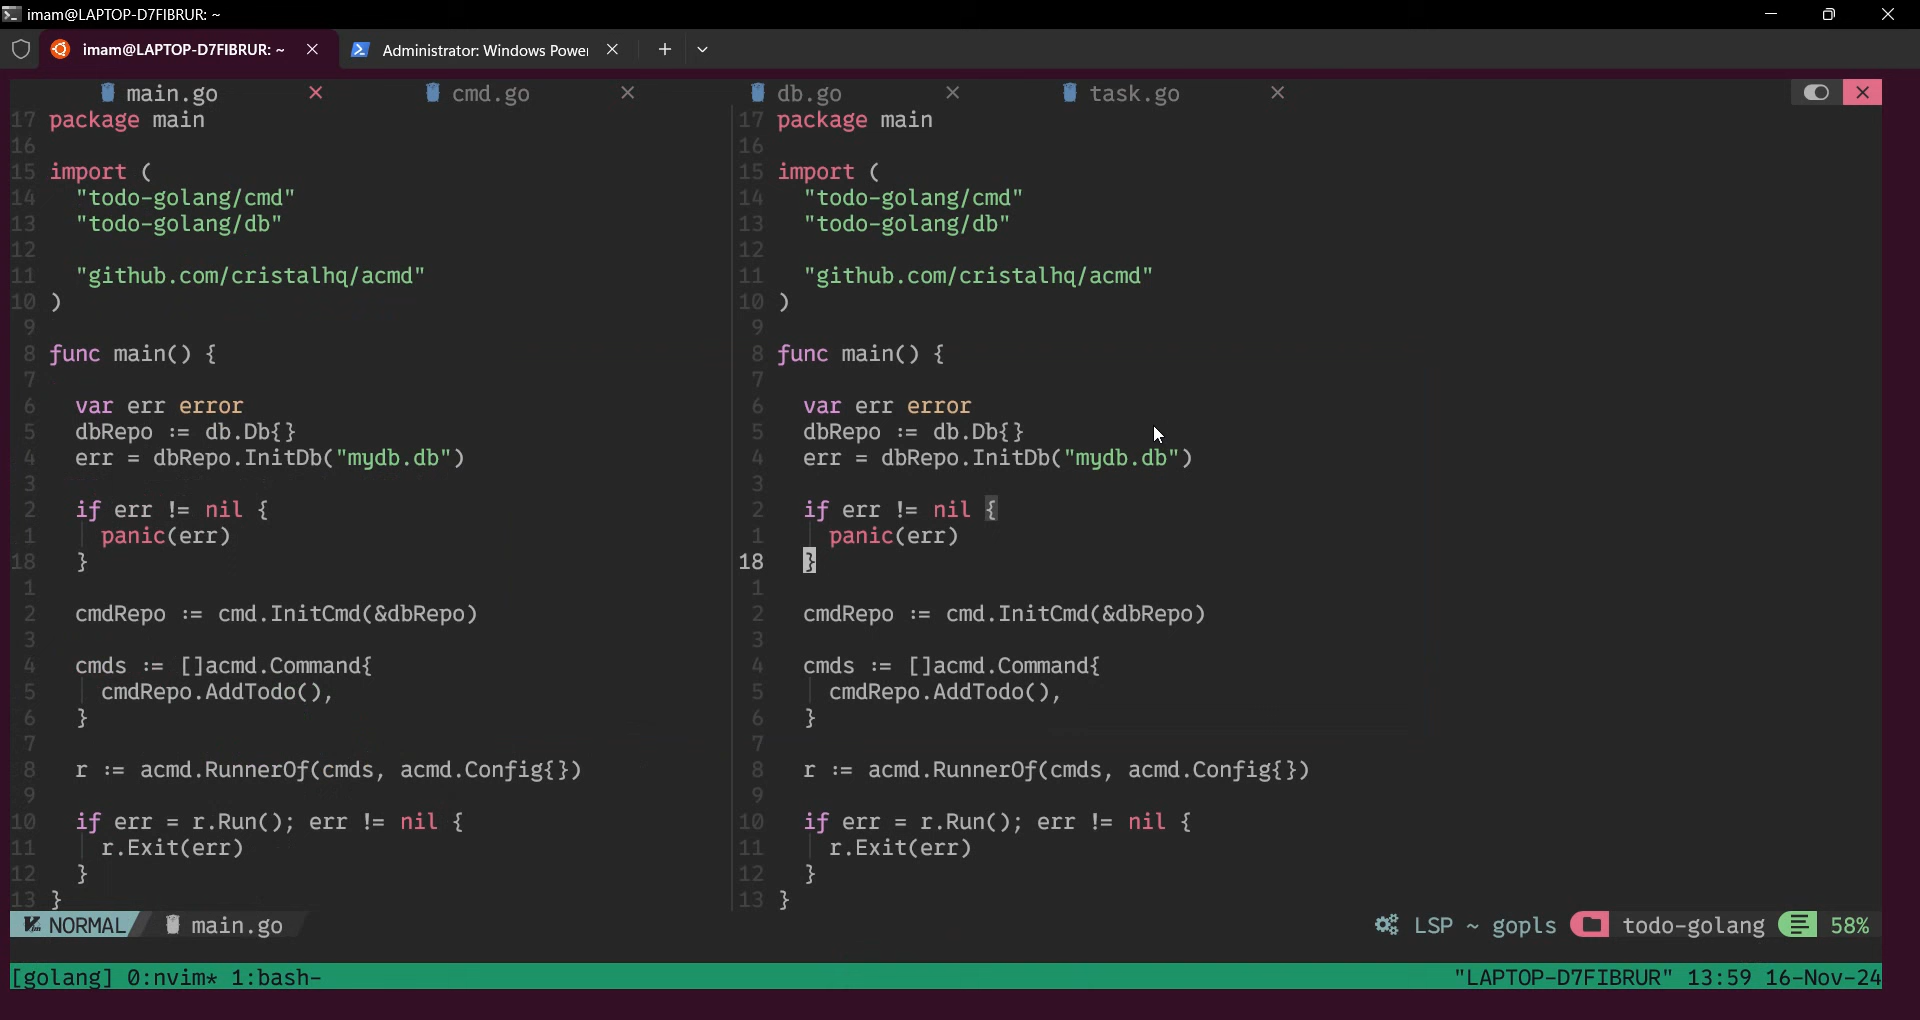 imam@LAPTOP-D7FIBRUR: ~
imam@LAPTOP-D7FIBRUR: ~ Administrator: Windows Power
main.go cmd.go db.go task.go
17 package main
16
15 import (
14 "todo-golang/cmd"
13 "todo-golang/db"
12
11 "github.com/cristalhq/acmd"
10 )
9
8 func main() {
7
6 var err error
5 dbRepo := db.Db{}
4 err = dbRepo.InitDb("mydb.db")
3
2 if err != nil {
1 panic(err)
18 }
1
2 cmdRepo := cmd.InitCmd(&dbRepo)
3
4 cmds := []acmd.Command{
5 cmdRepo.AddTodo(),
6 }
7
8 r := acmd.RunnerOf(cmds, acmd.Config{})
9
10 if err = r.Run(); err != nil {
11 r.Exit(err)
12 }
13 }
17 package main
16
15 import (
14 "todo-golang/cmd"
13 "todo-golang/db"
12
11 "github.com/cristalhq/acmd"
10 )
9
8 func main() {
7
6 var err error
5 dbRepo := db.Db{}
4 err = dbRepo.InitDb("mydb.db")
3
2 if err != nil {
1 panic(err)
18 }
1
2 cmdRepo := cmd.InitCmd(&dbRepo)
3
4 cmds := []acmd.Command{
5 cmdRepo.AddTodo(),
6 }
7
8 r := acmd.RunnerOf(cmds, acmd.Config{})
9
10 if err = r.Run(); err != nil {
11 r.Exit(err)
12 }
13 }
NORMAL main.go LSP ~ gopls todo-golang 58%
[golang] 0:nvim* 1:bash- "LAPTOP-D7FIBRUR" 13:59 16-Nov-24